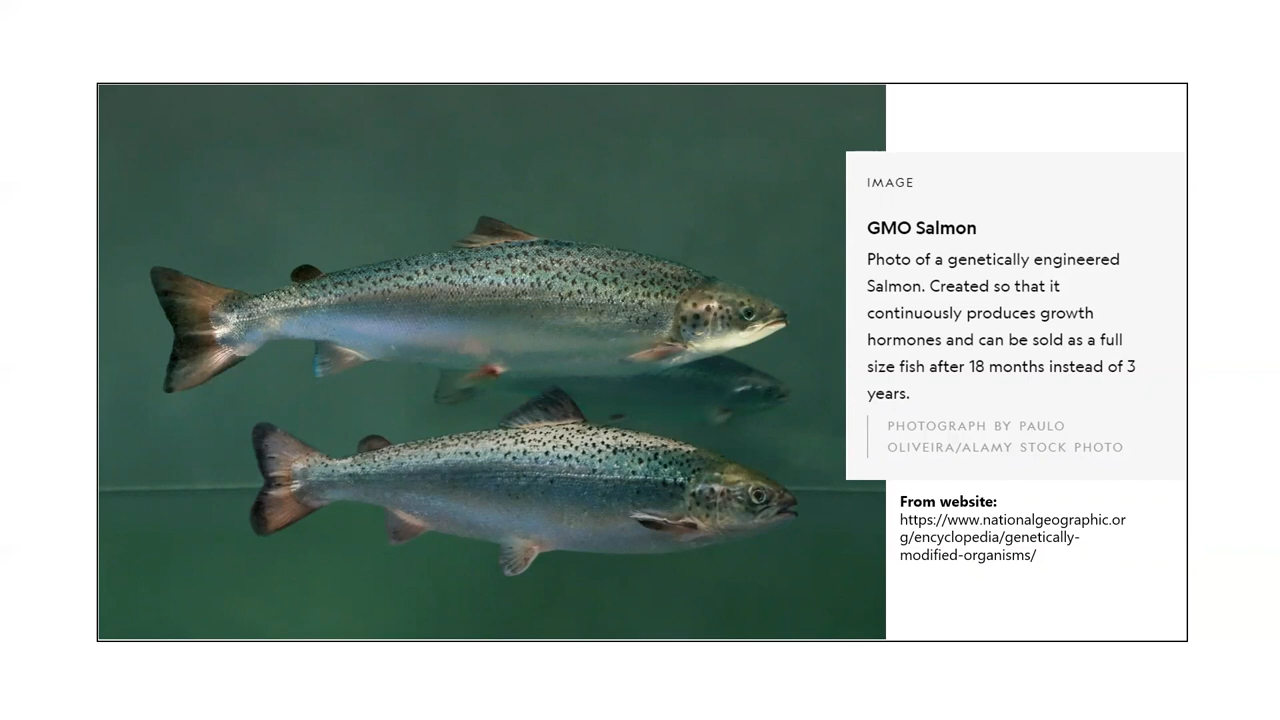 IMAGE
GMO Salmon
Photo of a genetically engineered
Salmon. Created so that it
continuously produces growth
hormones and can be sold as a full
size fish after 18 months instead of 3
years.
PHOTOGRAPH BY PAULO
OLIVEIRA/ALAMY STOCK PHOTO
From website:
https://www.nationalgeographic.or
g/encyclopedia/genetically-
modified-organisms/